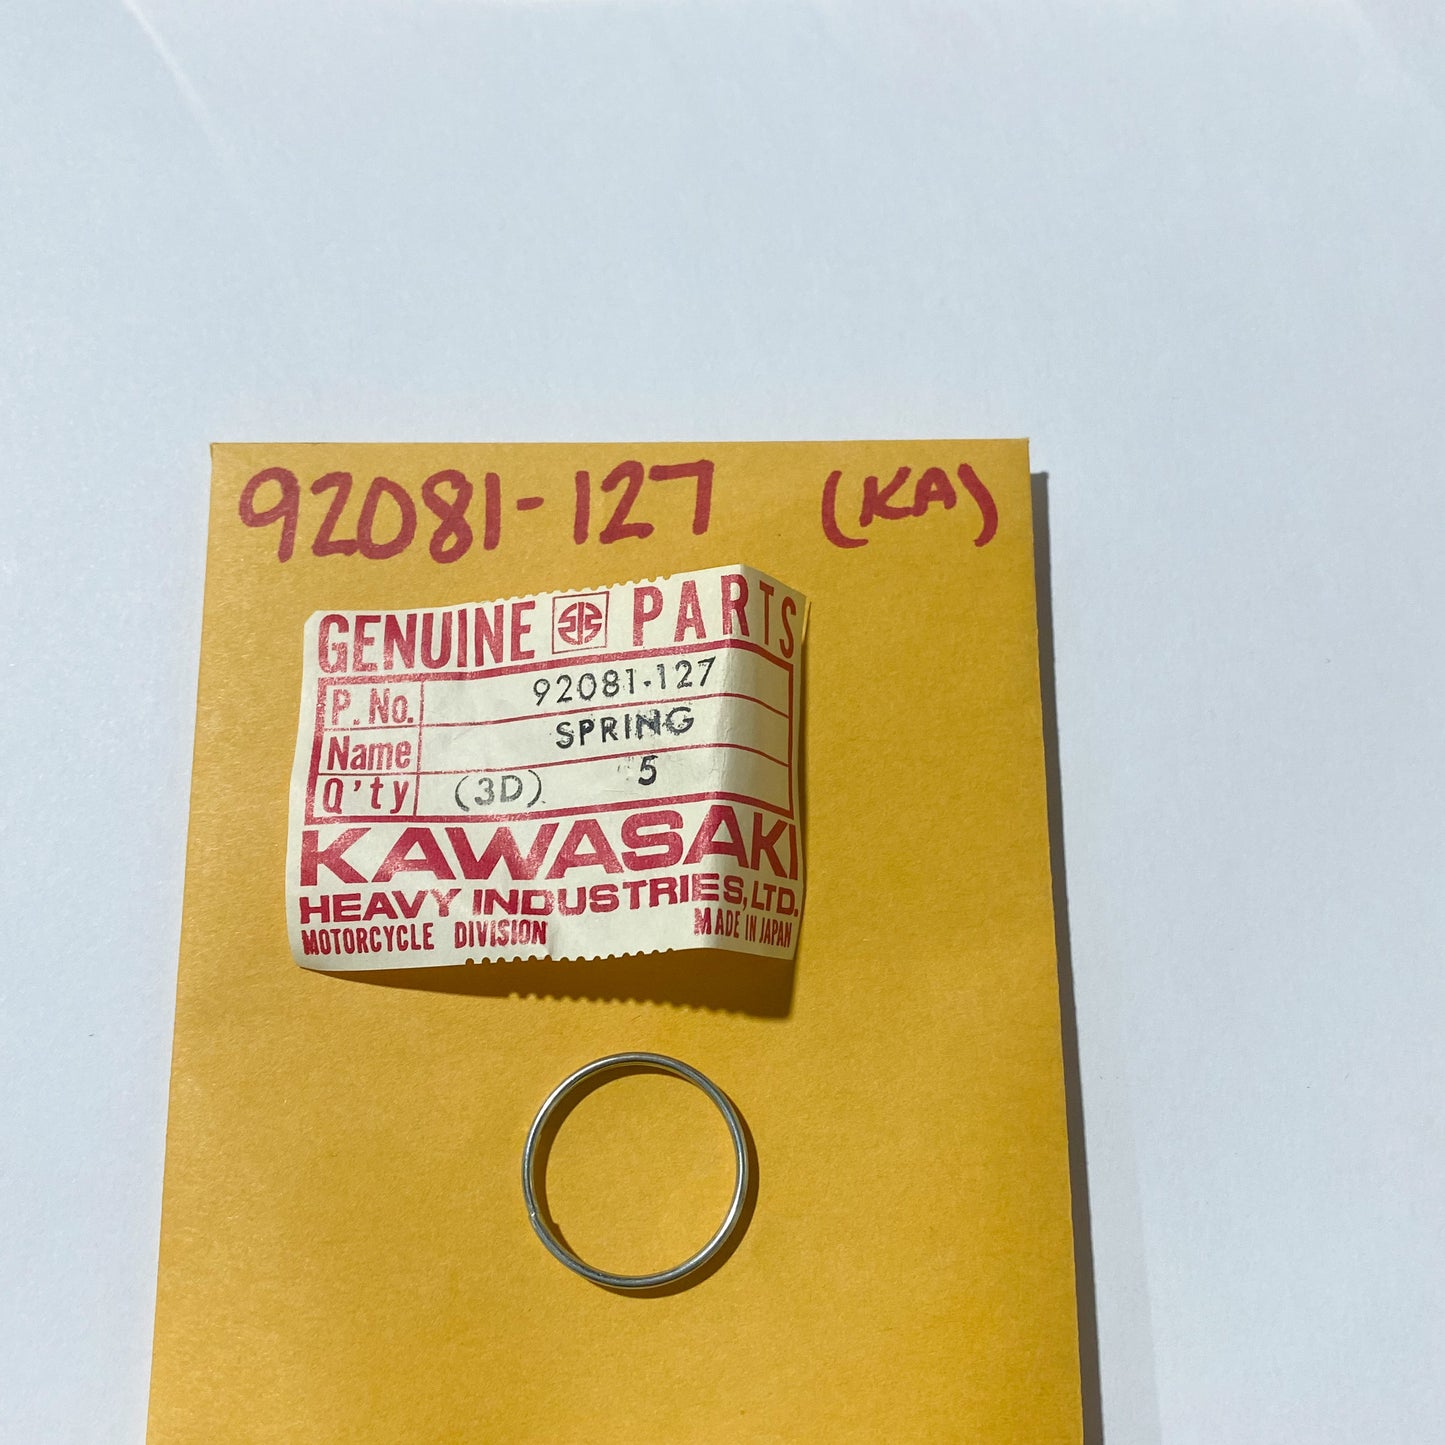 92081-127 (KA)
GENUINE PARTS
P. No. 92081-127
Name SPRING
Q'ty (3D) 5
KAWASAKI
HEAVY INDUSTRIES, LTD.
MOTORCYCLE DIVISION MADE IN JAPAN